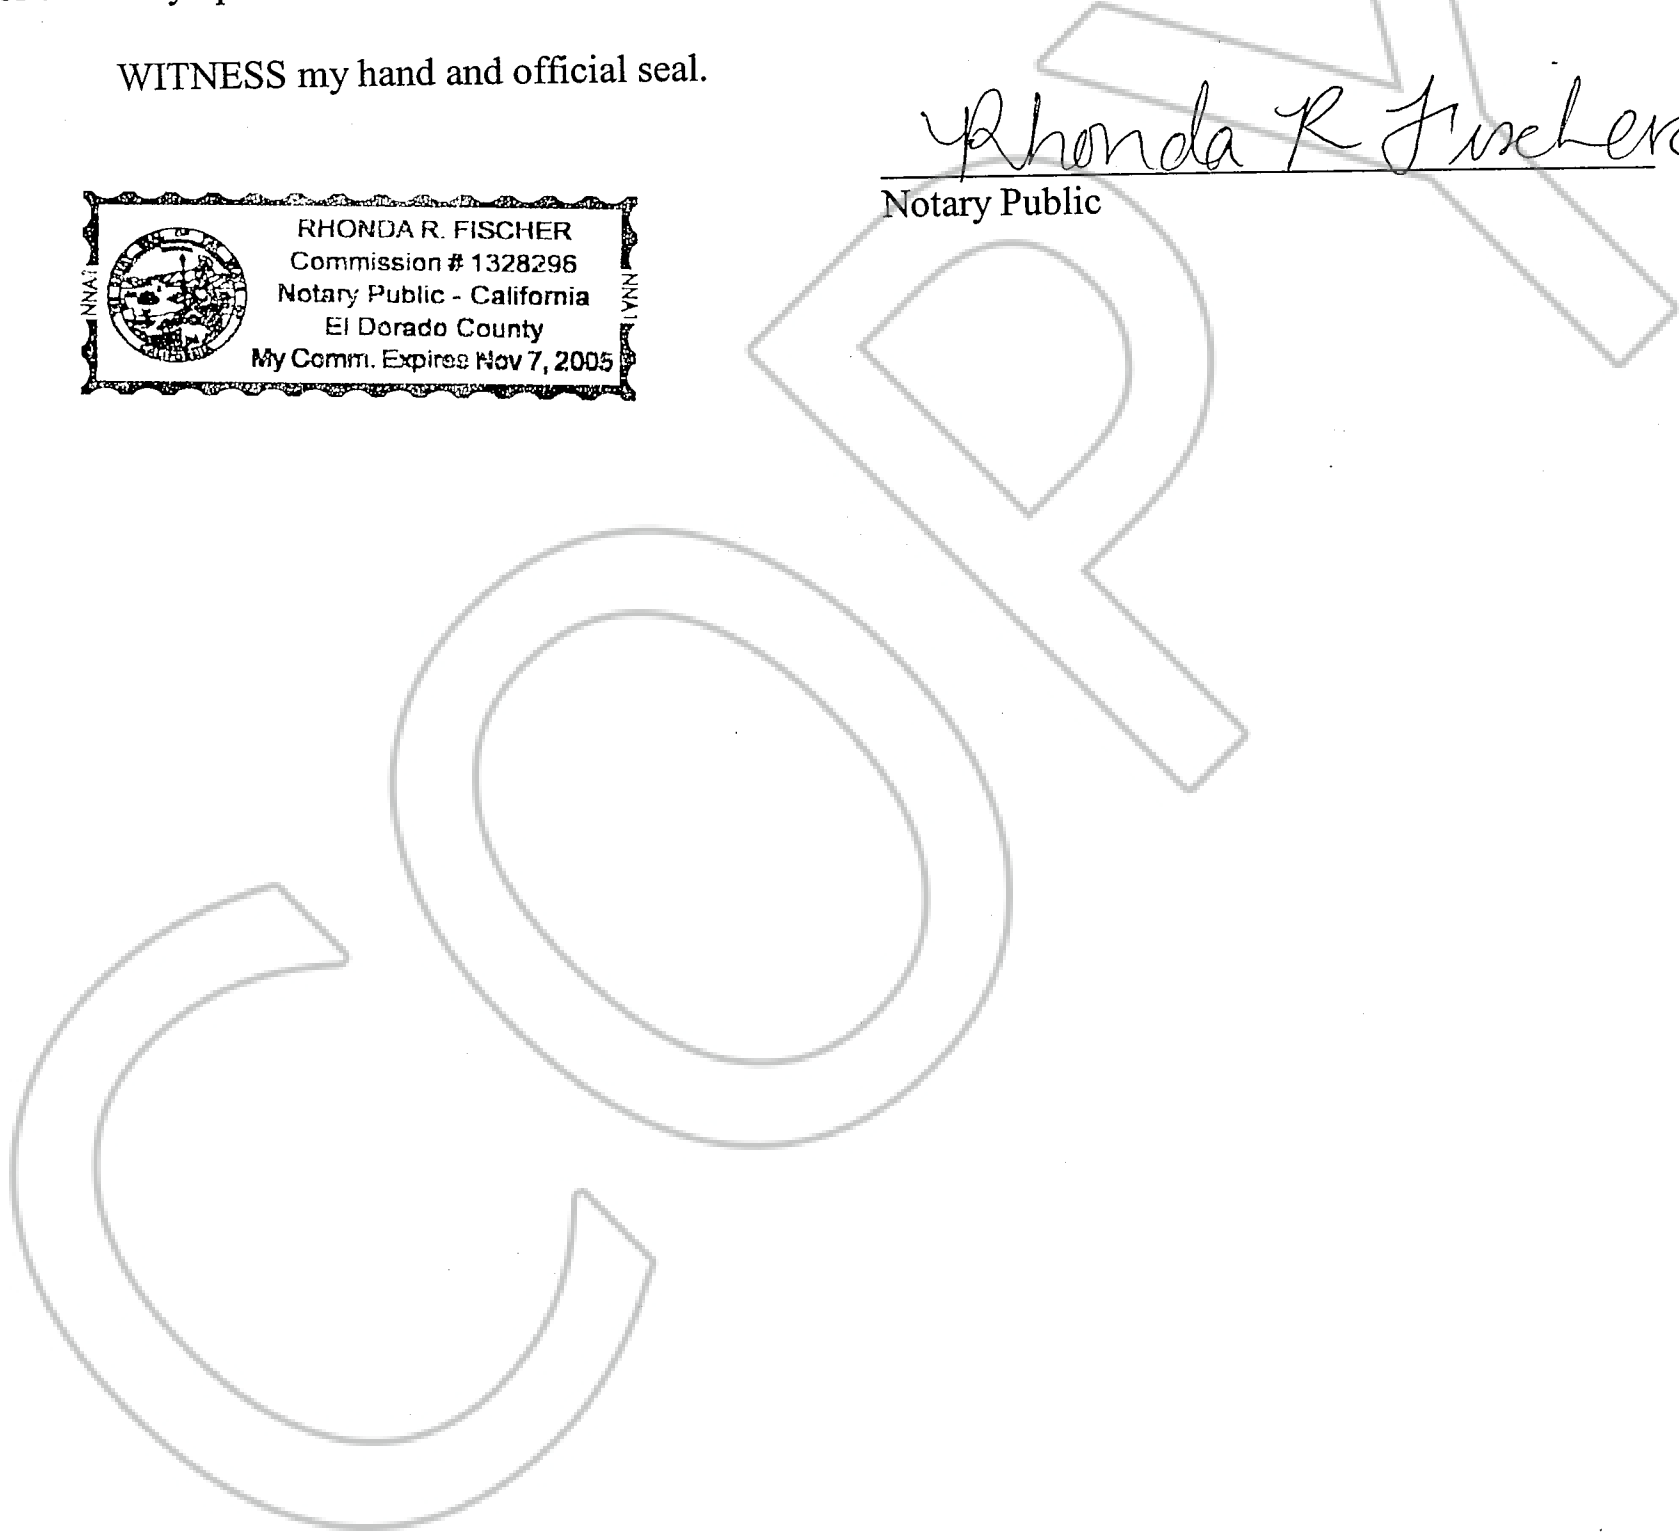 WITNESS my hand and official seal.
Rhonda R Fischer
Notary Public
RHONDA R. FISCHER
Commission # 1328296
Notary Public - California
El Dorado County
My Comm. Expires Nov 7, 2005
COPY